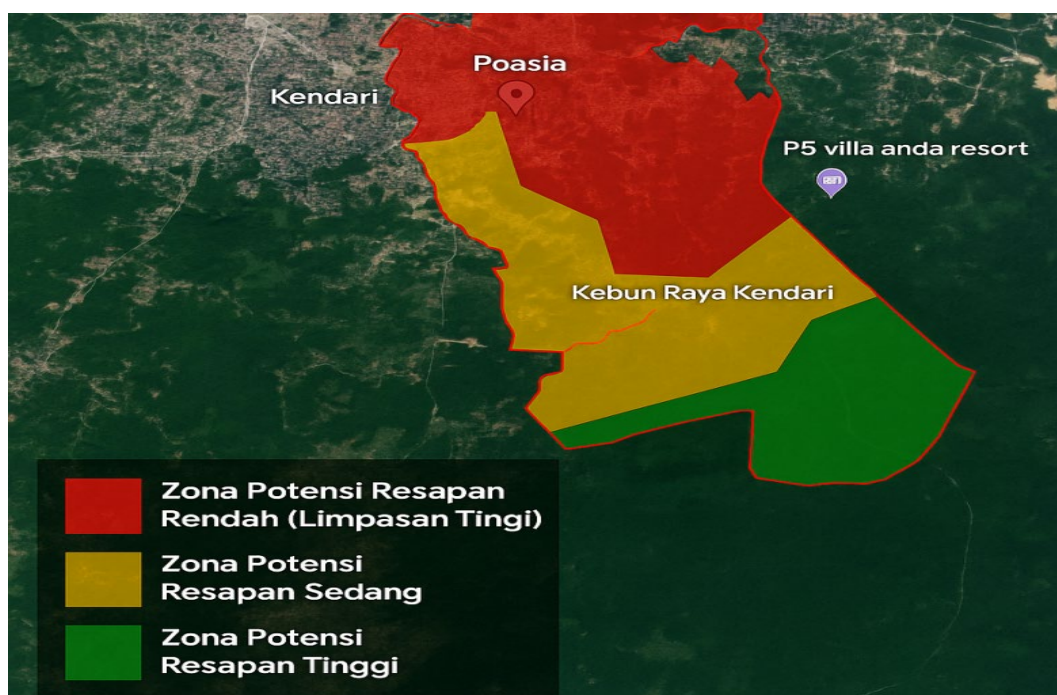 Poasia
Kendari
P5 villa anda resort
Kebun Raya Kendari
Zona Potensi Resapan
Rendah (Limpasan Tingi)
Zona Potensi
Resapan Sedang
Zona Potensi
Resapan Tinggi